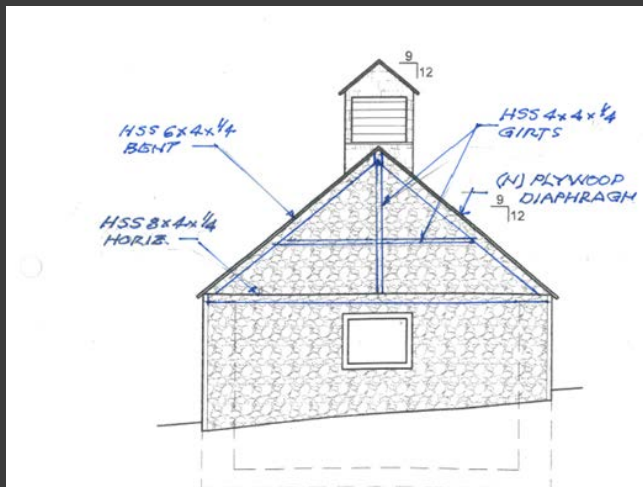 9
12
HSS 6x4x1/4
BENT
HSS 4x4x1/4
GIRTS
(N) PLYWOOD
DIAPHRAGM
9
12
HSS 8x4x1/4
HORIZ.